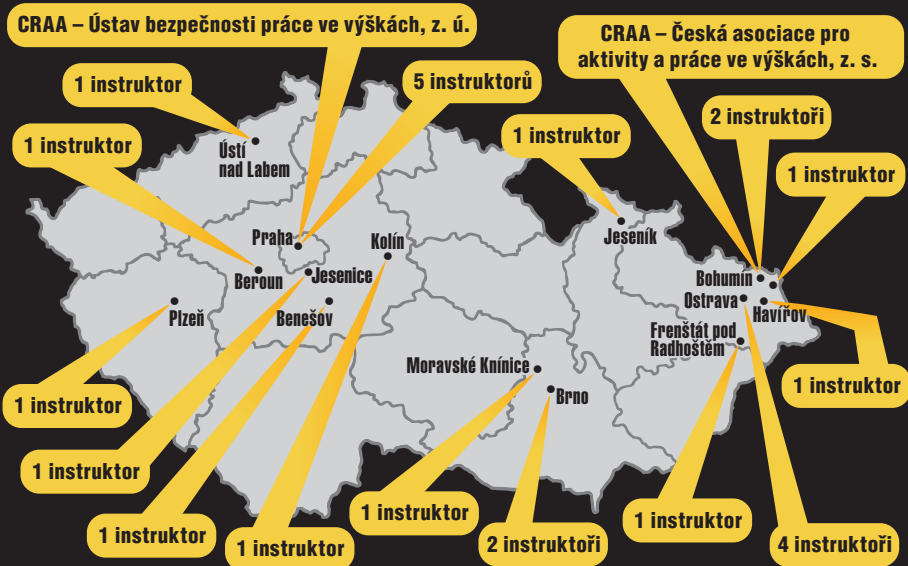 CRAA – Ústav bezpečnosti práce ve výškách, z. ú.
CRAA – Česká asociace pro
aktivity a práce ve výškách, z. s.
1 instruktor
5 instruktorů
2 instruktoři
1 instruktor
1 instruktor
1 instruktor
Ústí
nad Labem
Jeseník
Praha
Kolín
Beroun
Jesenice
Bohumín
Ostrava
Havířov
Plzeň
Benešov
Frenštát pod
Radhoštěm
Moravské Knínice
Brno
1 instruktor
1 instruktor
1 instruktor
1 instruktor
1 instruktor
1 instruktor
2 instruktoři
1 instruktor
4 instruktoři